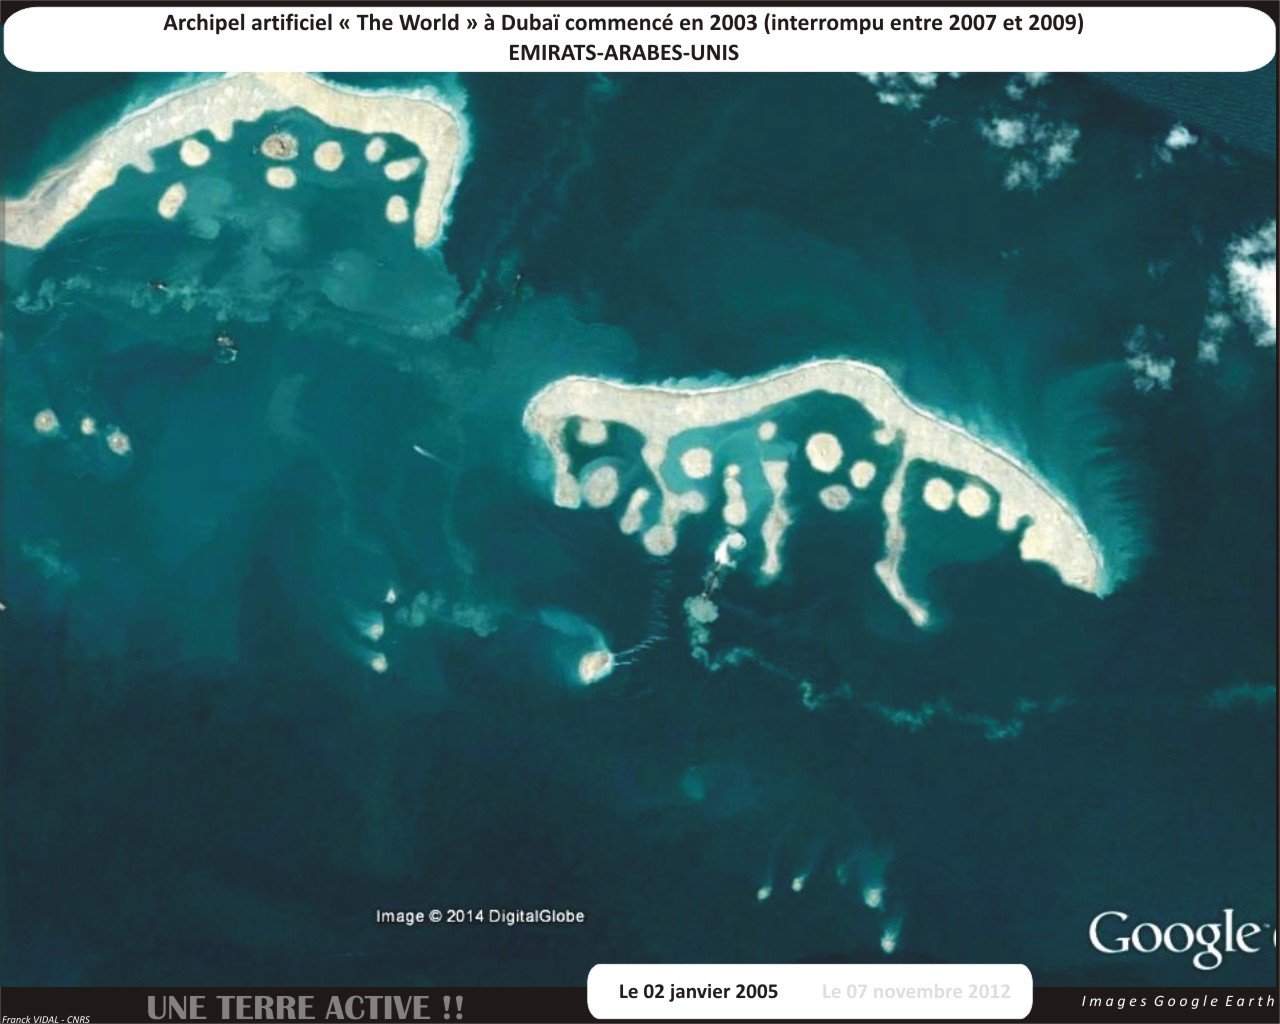 Archipel artificiel « The World » à Dubaï commencé en 2003 (interrompu entre 2007 et 2009)
EMIRATS-ARABES-UNIS
Image © 2014 DigitalGlobe
Google
Le 02 janvier 2005 Le 07 novembre 2012
UNE TERRE ACTIVE !!
Images Google Earth
Franck VIDAL - CNRS